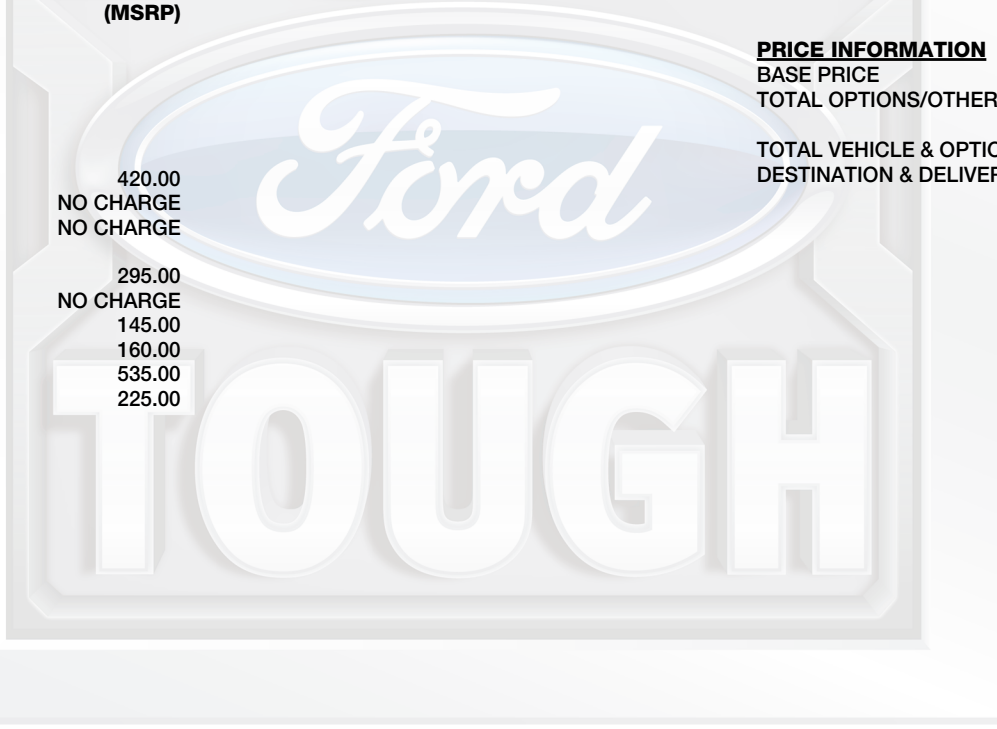 (MSRP)
420.00
NO CHARGE
NO CHARGE
295.00
NO CHARGE
145.00
160.00
535.00
225.00
PRICE INFORMATION
BASE PRICE
TOTAL OPTIONS/OTHER
TOTAL VEHICLE & OPTIO
DESTINATION & DELIVER
Ford
TOUGH